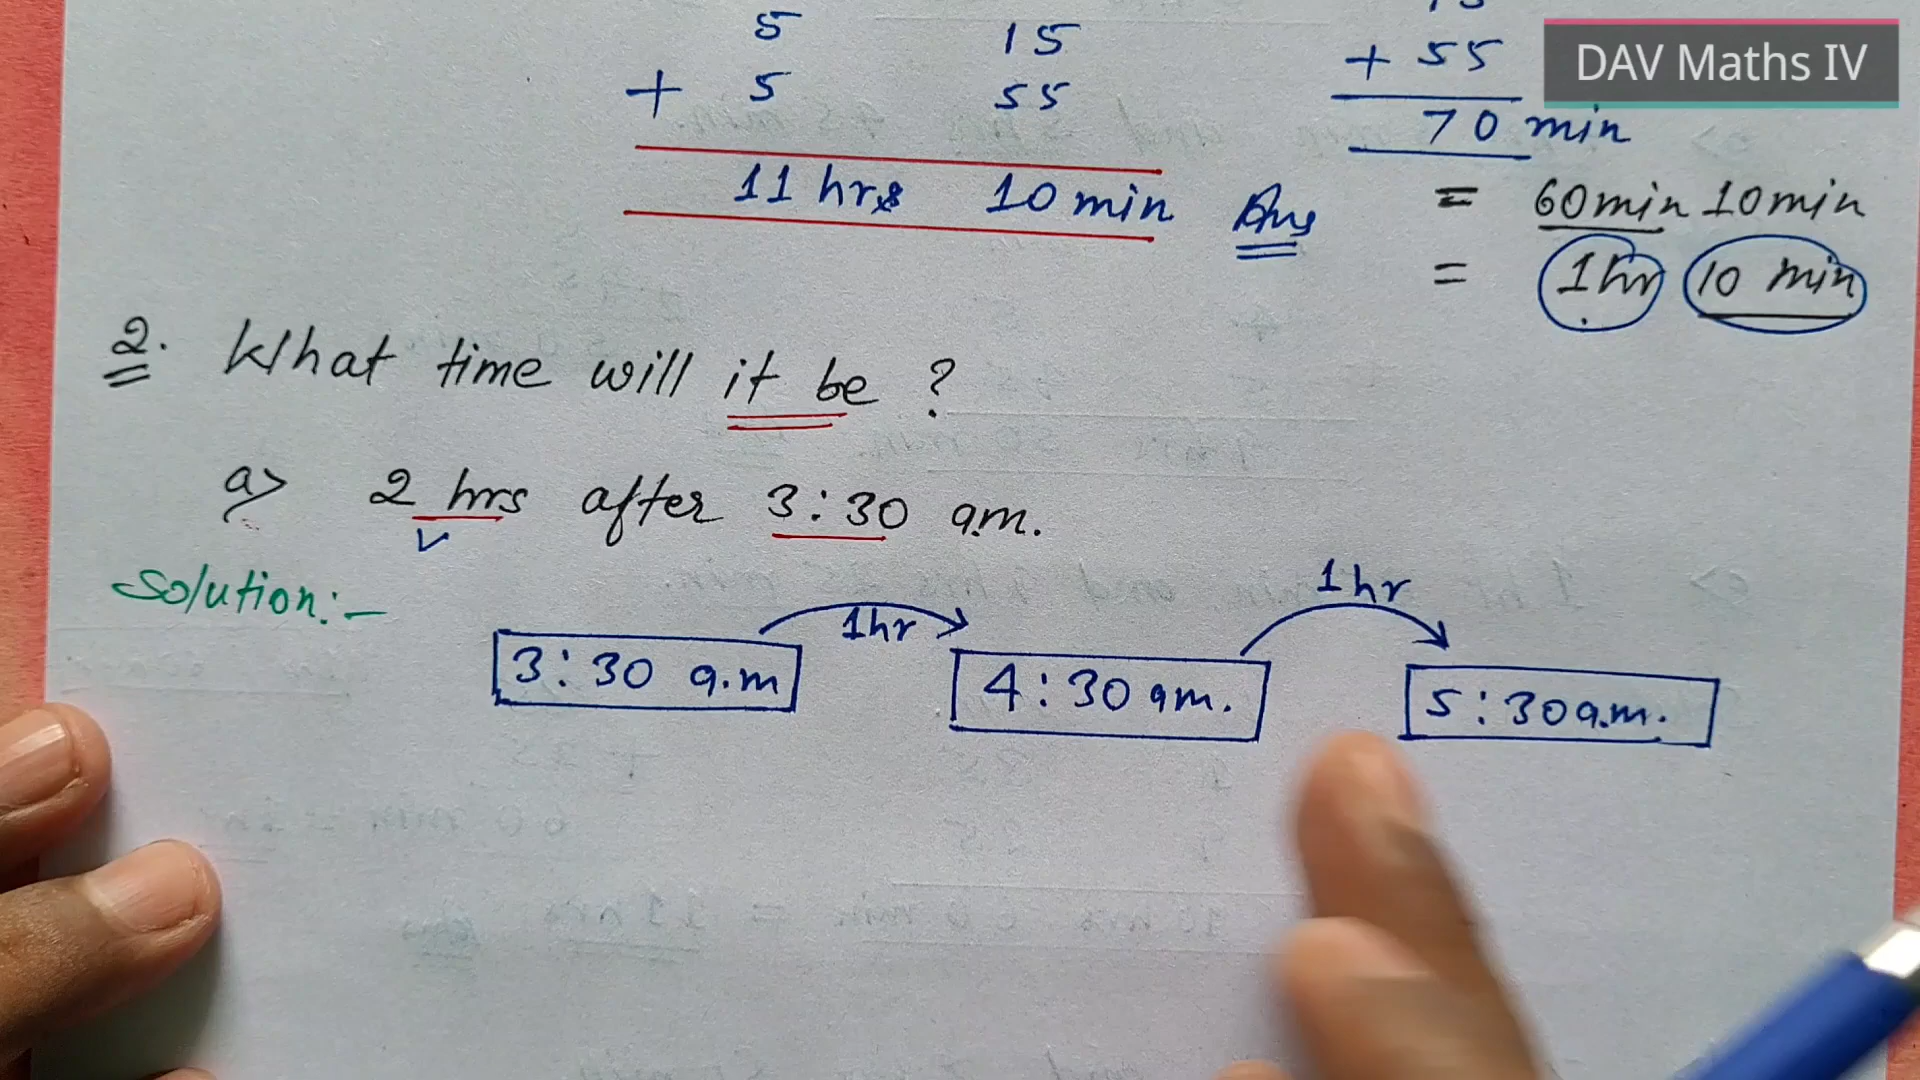 5 15
+ 5 55
11 hrs 10 min Ans
+ 55
70 min
= 60min 10min
= 1hr 10 min
DAV Maths IV
2. What time will it be ?
a> 2 hrs after 3:30 a.m.
Solution:-
1hr 1hr
3:30 a.m 4:30 am. 5:30a.m.